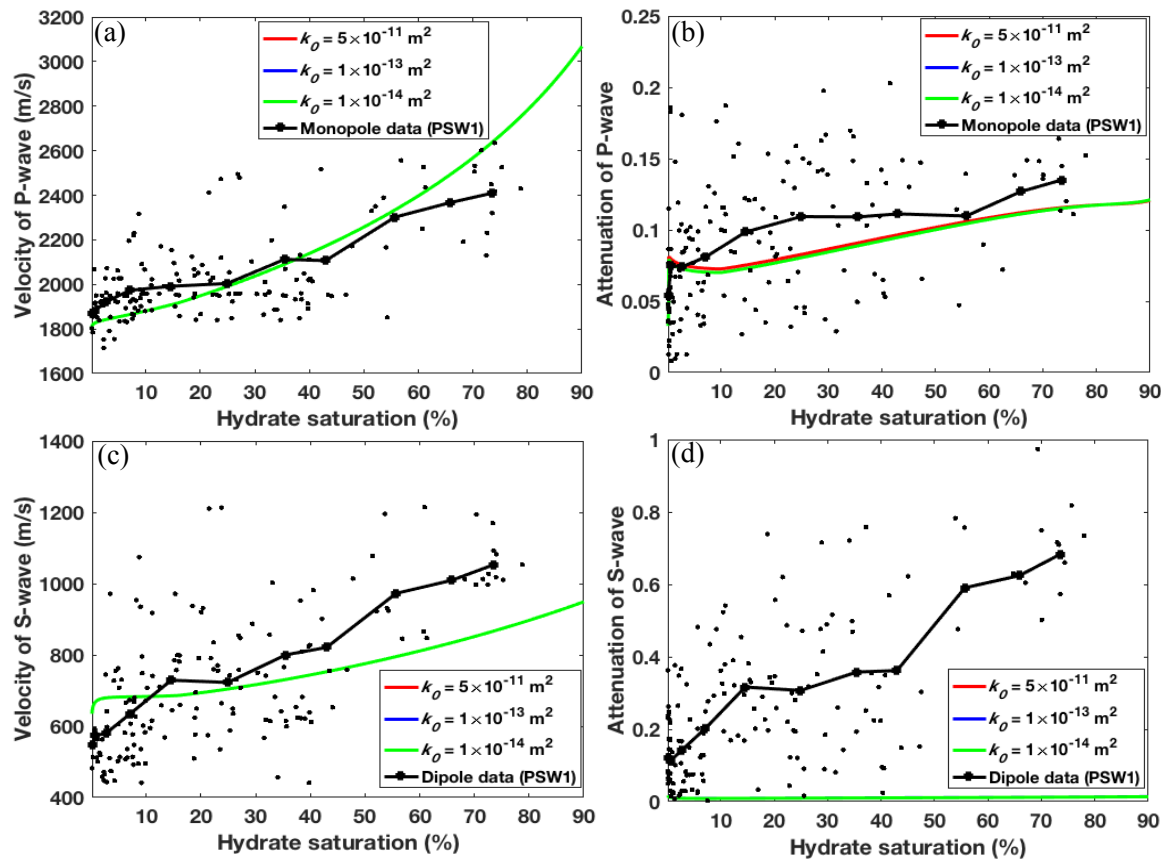 (a)
Velocity of P-wave (m/s)
3200
3000
2800
2600
2400
2200
2000
1800
1600
k0 = 5×10-11 m2
k0 = 1×10-13 m2
k0 = 1×10-14 m2
Monopole data (PSW1)
10 20 30 40 50 60 70 80 90
Hydrate saturation (%)
(b)
Attenuation of P-wave
0.25
0.2
0.15
0.1
0.05
0
k0 = 5×10-11 m2
k0 = 1×10-13 m2
k0 = 1×10-14 m2
Monopole data (PSW1)
10 20 30 40 50 60 70 80 90
Hydrate saturation (%)
(c)
Velocity of S-wave (m/s)
1400
1200
1000
800
600
400
k0 = 5×10-11 m2
k0 = 1×10-13 m2
k0 = 1×10-14 m2
Dipole data (PSW1)
10 20 30 40 50 60 70 80 90
Hydrate saturation (%)
(d)
Attenuation of S-wave
1
0.8
0.6
0.4
0.2
0
k0 = 5×10-11 m2
k0 = 1×10-13 m2
k0 = 1×10-14 m2
Dipole data (PSW1)
10 20 30 40 50 60 70 80 90
Hydrate saturation (%)